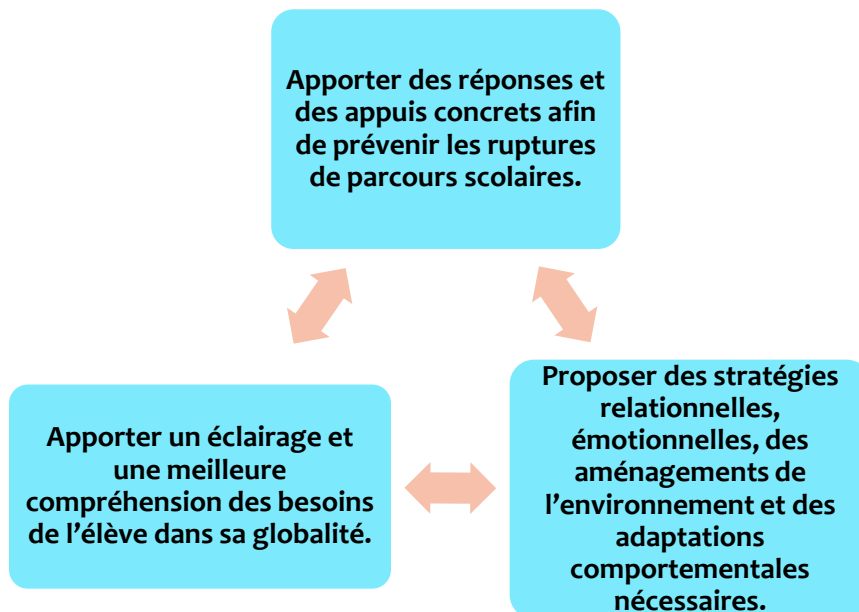 Apporter des réponses et
des appuis concrets afin
de prévenir les ruptures
de parcours scolaires.
Apporter un éclairage et
une meilleure
compréhension des besoins
de l’élève dans sa globalité.
Proposer des stratégies
relationnelles,
émotionnelles, des
aménagements de
l’environnement et des
adaptations
comportementales
nécessaires.